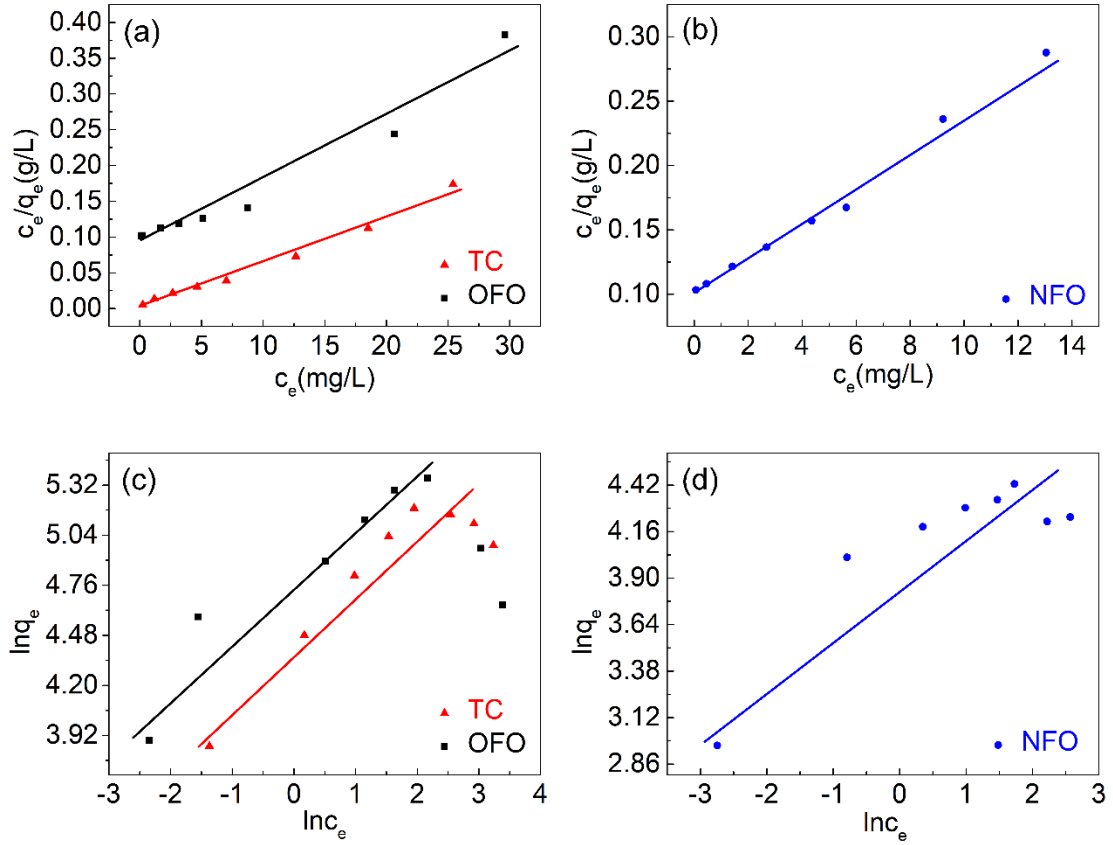 (a)
0.40
0.35
0.30
0.25
0.20
0.15
0.10
0.05
0.00
c_e/q_e(g/L)
TC
OFO
0 5 10 15 20 25 30
c_e(mg/L)
(b)
0.30
0.25
0.20
0.15
0.10
c_e/q_e(g/L)
NFO
0 2 4 6 8 10 12 14
c_e(mg/L)
(c)
5.32
5.04
4.76
4.48
4.20
3.92
lnq_e
TC
OFO
-3 -2 -1 0 1 2 3 4
lnc_e
(d)
4.42
4.16
3.90
3.64
3.38
3.12
2.86
lnq_e
NFO
-3 -2 -1 0 1 2 3
lnc_e